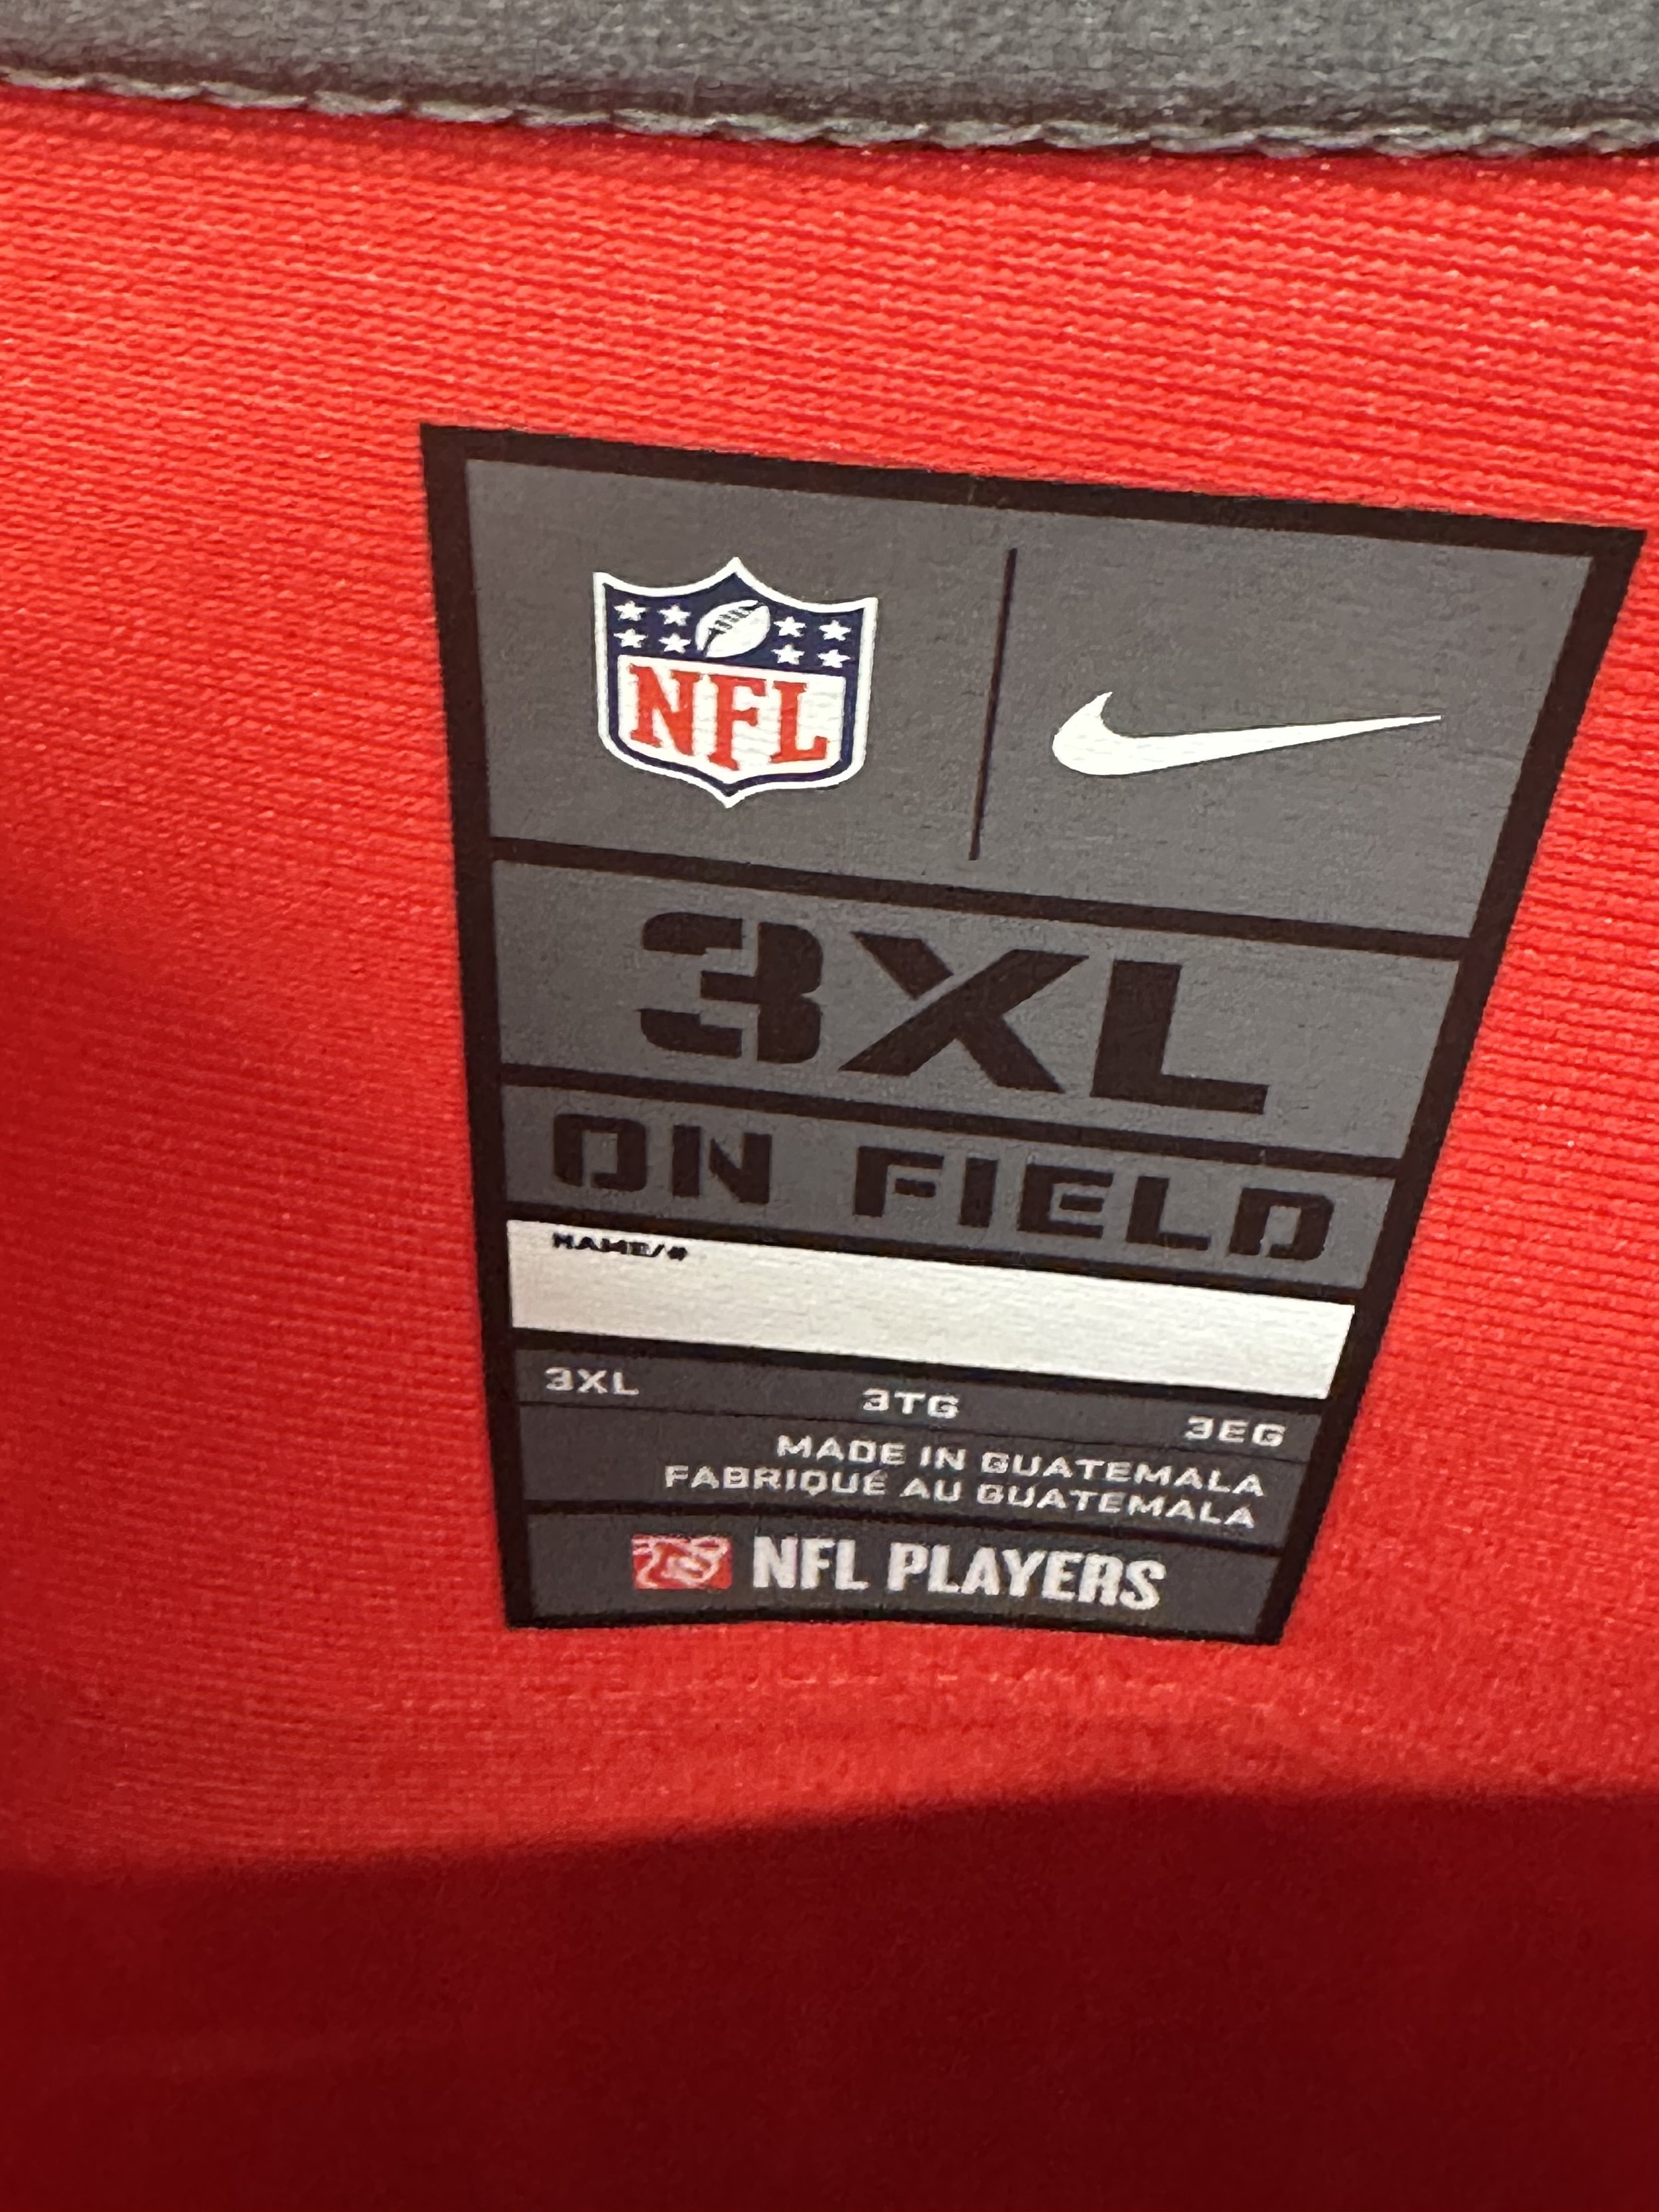 NFL
3XL
ON FIELD
NAME/#
3XL 3TG 3EG
MADE IN GUATEMALA
FABRIQUÉ AU GUATEMALA
NFL PLAYERS